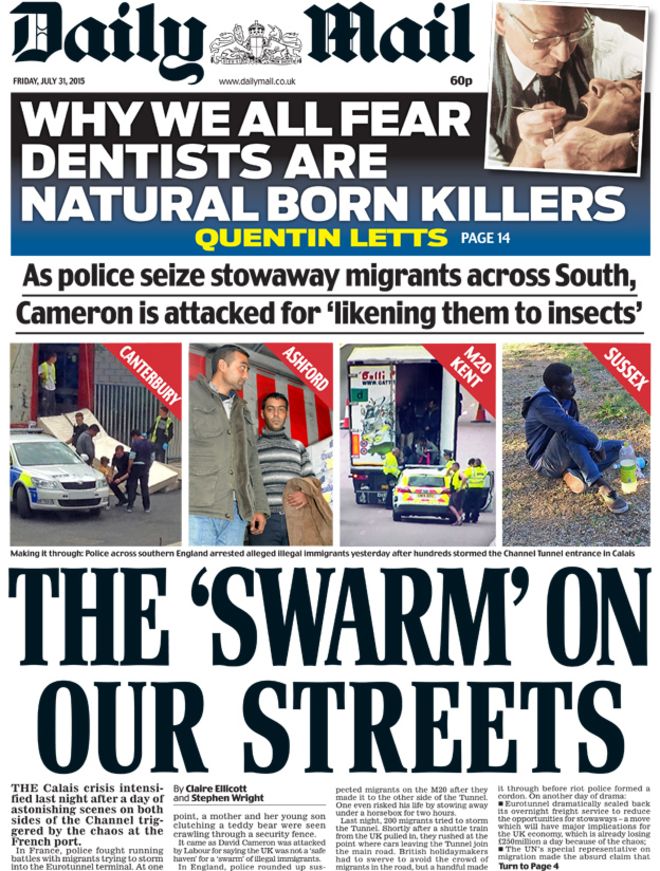 Daily Mail
FRIDAY, JULY 31, 2015
www.dailymail.co.uk
60p
WHY WE ALL FEAR
DENTISTS ARE
NATURAL BORN KILLERS
QUENTIN LETTS PAGE 14
As police seize stowaway migrants across South,
Cameron is attacked for ‘likening them to insects’
CANTERBURY
ASHFORD
M20
KENT
SUSSEX
Making it through: Police across southern England arrested alleged illegal immigrants yesterday after hundreds stormed the Channel Tunnel entrance in Calais
THE ‘SWARM’ ON
OUR STREETS
THE Calais crisis intensi-
fied last night after a day of
astonishing scenes on both
sides of the Channel trig-
gered by the chaos at the
French port.
In France, police fought running
battles with migrants trying to storm
into the Eurotunnel terminal. At one
By Claire Ellicott
and Stephen Wright
point, a mother and her young son
clutching a teddy bear were seen
crawling through a security fence.
It came as David Cameron was attacked
by Labour for saying the UK was not a ‘safe
haven’ for a ‘swarm’ of illegal immigrants.
In England, police rounded up sus-
pected migrants on the M20 after they
made it to the other side of the Tunnel.
One even risked his life by stowing away
under a horsebox for two hours.
Last night, 200 migrants tried to storm
the Tunnel. Shortly after a shuttle train
from the UK pulled in, they rushed at the
point where cars leaving the Tunnel join
the main road. British holidaymakers
had to swerve to avoid the crowd of
migrants in the road, but a handful made
it through before riot police formed a
cordon. On another day of drama:
■ Eurotunnel dramatically sealed back
its overnight freight service to reduce
the opportunities for stowaways – a move
which will have major implications for
the UK economy, which is already losing
£250million a day because of the chaos;
■ The UN’s special representative on
migration made the absurd claim that
Turn to Page 4